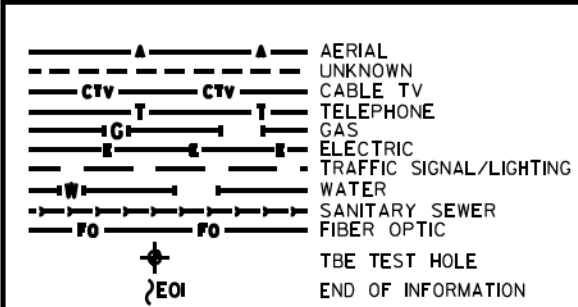 A A AERIAL
UNKNOWN
CTV CTV CABLE TV
T T TELEPHONE
G GAS
E E E ELECTRIC
TRAFFIC SIGNAL/LIGHTING
W WATER
SANITARY SEWER
FO FO FIBER OPTIC
TBE TEST HOLE
EOI END OF INFORMATION